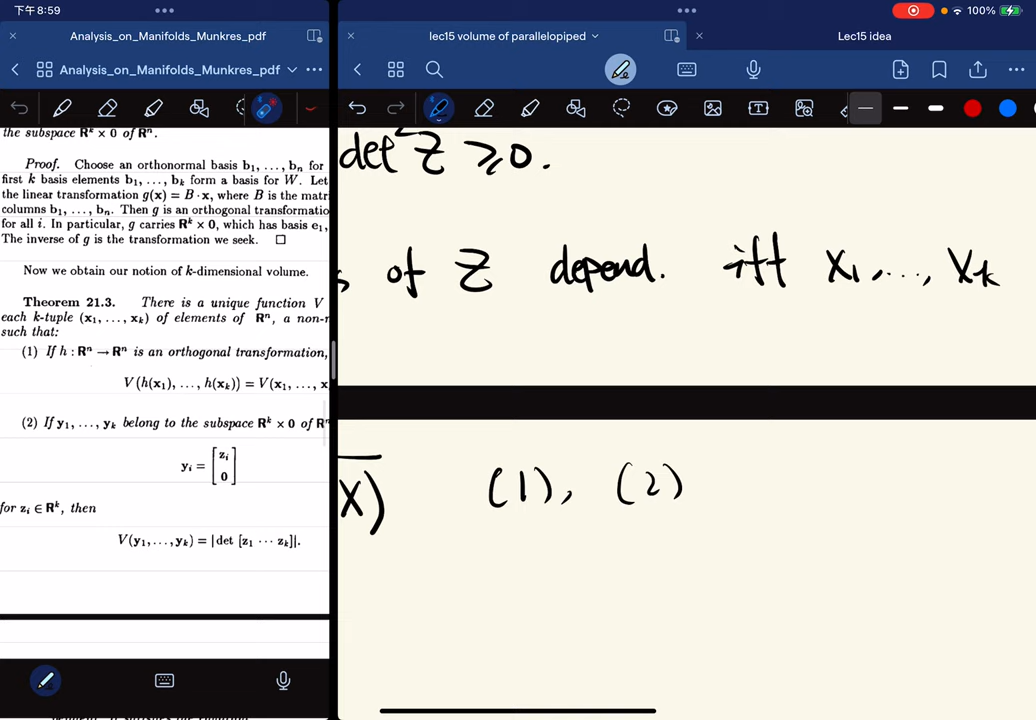 下午8:59
100%
Analysis_on_Manifolds_Munkres_pdf
lec15 volume of parallelopiped
Lec15 idea
Analysis_on_Manifolds_Munkres_pdf
the subspace Rᵏ × 0 of Rⁿ.
Proof. Choose an orthonormal basis b₁, . . . , bₙ for
first k basis elements b₁, . . . , bₖ form a basis for W. Let
the linear transformation g(x) = B · x, where B is the matri
columns b₁, . . . , bₙ. Then g is an orthogonal transformatio
for all i. In particular, g carries Rᵏ × 0, which has basis e₁,
The inverse of g is the transformation we seek. □
Now we obtain our notion of k-dimensional volume.
Theorem 21.3. There is a unique function V
each k-tuple (x₁, . . . , xₖ) of elements of Rⁿ, a non-n
such that:
(1) If h : Rⁿ → Rⁿ is an orthogonal transformation,
V(h(x₁), . . . , h(xₖ)) = V(x₁, . . . , x
(2) If y₁, . . . , yₖ belong to the subspace Rᵏ × 0 of Rⁿ
yᵢ = [zᵢ 0]
for zᵢ ∈ Rᵏ, then
V(y₁, . . . , yₖ) = |det [z₁ · · · zₖ]|.
det² Z ⩾ 0.
s of Z depend. iff x₁, ..., xₖ
X) (1), (2)